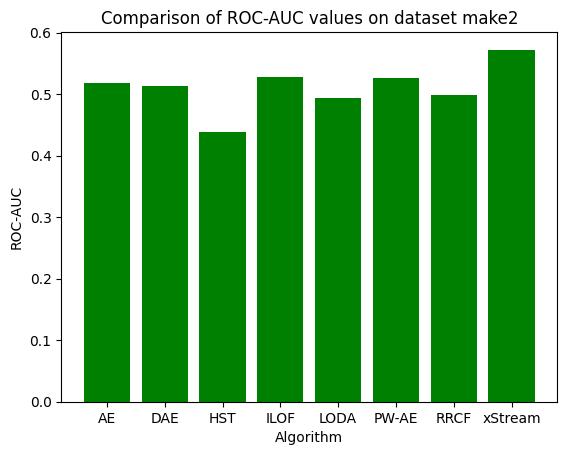 Comparison of ROC-AUC values on dataset make2
0.6
0.5
0.4
0.3
0.2
0.1
0.0
ROC-AUC
AE DAE HST ILOF LODA PW-AE RRCF xStream
Algorithm